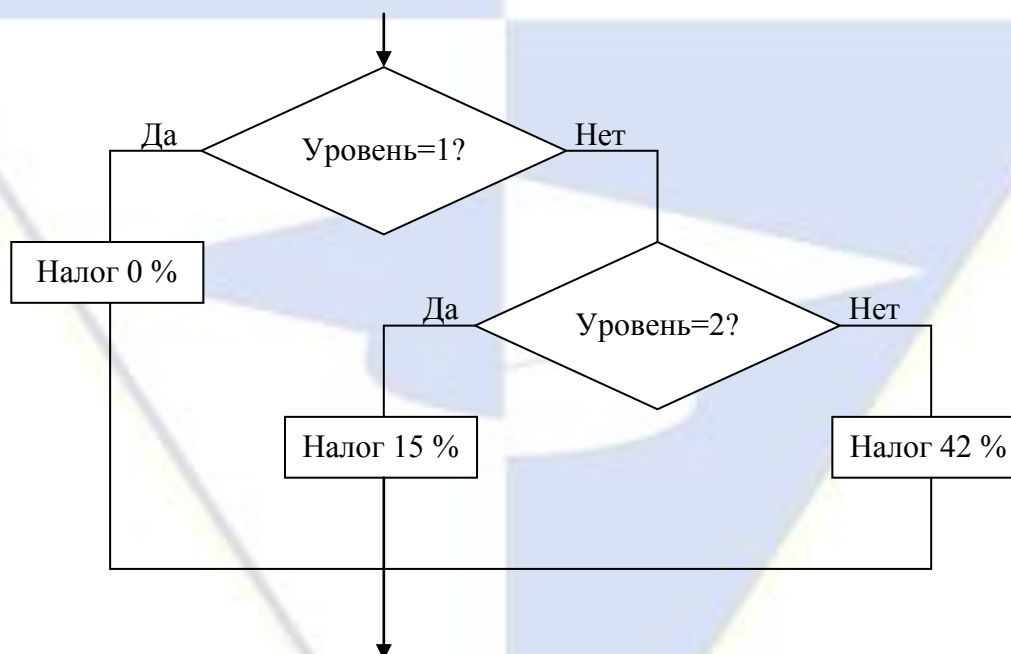 Уровень=1?
Да
Нет
Налог 0 %
Уровень=2?
Да
Нет
Налог 15 %
Налог 42 %